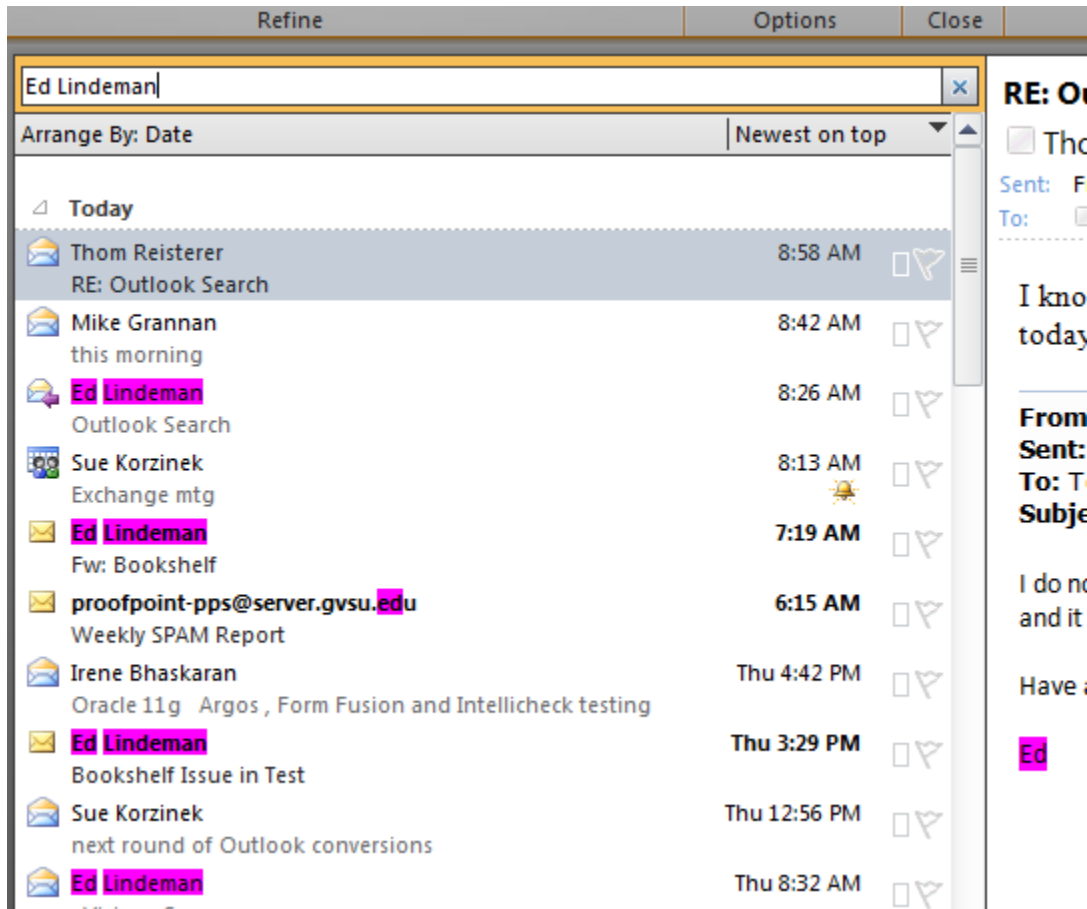 Refine Options Close
Ed Lindeman
Arrange By: Date Newest on top
Today
Thom Reisterer 8:58 AM
RE: Outlook Search
Mike Grannan 8:42 AM
this morning
Ed Lindeman 8:26 AM
Outlook Search
Sue Korzinek 8:13 AM
Exchange mtg
Ed Lindeman 7:19 AM
Fw: Bookshelf
proofpoint-pps@server.gvsu.edu 6:15 AM
Weekly SPAM Report
Irene Bhaskaran Thu 4:42 PM
Oracle 11g Argos , Form Fusion and Intellicheck testing
Ed Lindeman Thu 3:29 PM
Bookshelf Issue in Test
Sue Korzinek Thu 12:56 PM
next round of Outlook conversions
Ed Lindeman Thu 8:32 AM
RE:
Sent:
To:
I
today
From
Sent:
To:
I do
and it
Have
Ed